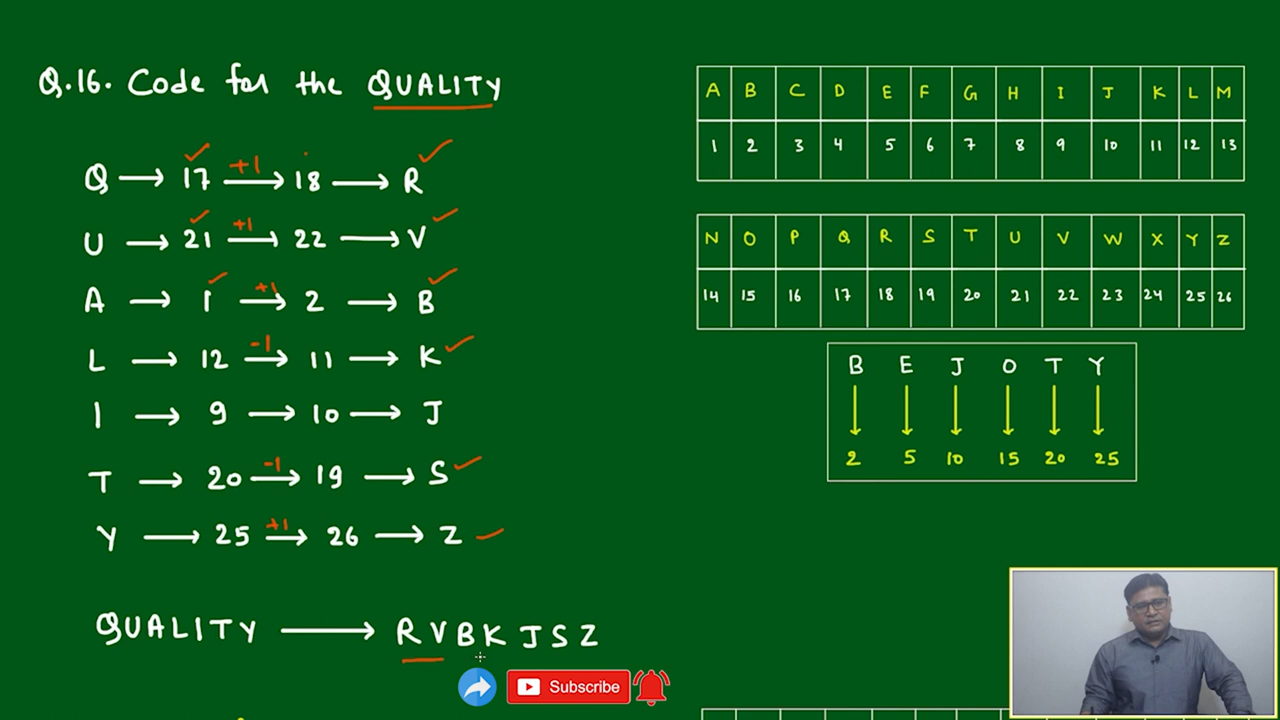 Q.16. Code for the QUALITY
Q → 17 +1→ 18 → R
U → 21 +1→ 22 → V
A → 1 +1→ 2 → B
L → 12 -1→ 11 → K
I → 9 → 10 → J
T → 20 -1→ 19 → S
Y → 25 +1→ 26 → Z
QUALITY → RVBKJSZ
A B C D E F G H I J K L M
1 2 3 4 5 6 7 8 9 10 11 12 13
N O P Q R S T U V W X Y Z
14 15 16 17 18 19 20 21 22 23 24 25 26
B E J O T Y
2 5 10 15 20 25
Subscribe